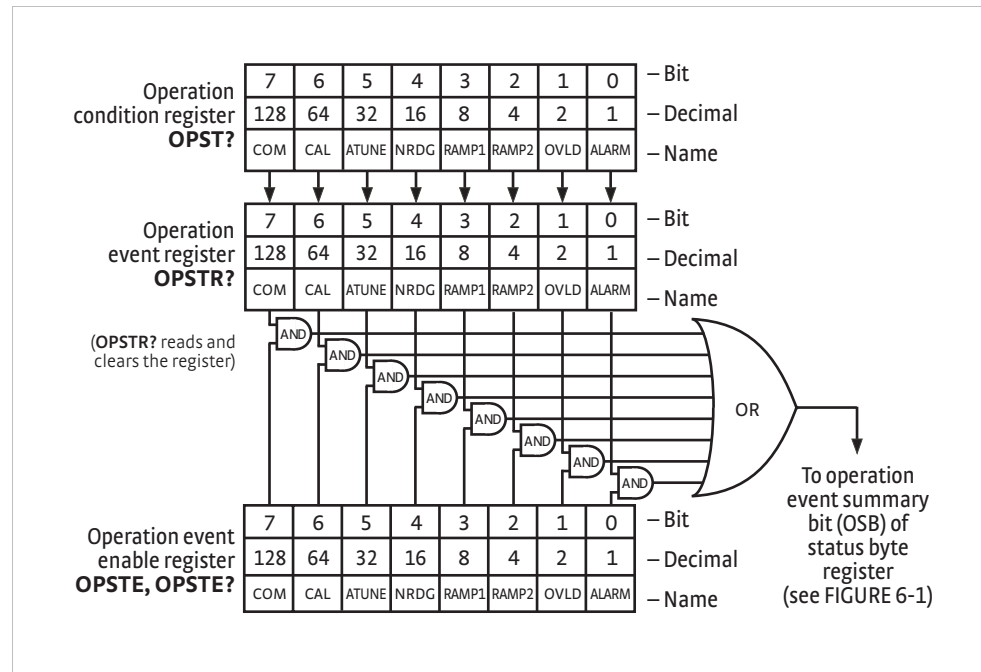 Operation
condition register
OPST?
7 6 5 4 3 2 1 0 – Bit
128 64 32 16 8 4 2 1 – Decimal
COM CAL ATUNE NRDG RAMP1 RAMP2 OVLD ALARM – Name
Operation
event register
OPSTR?
7 6 5 4 3 2 1 0 – Bit
128 64 32 16 8 4 2 1 – Decimal
COM CAL ATUNE NRDG RAMP1 RAMP2 OVLD ALARM – Name
(OPSTR? reads and
clears the register)
AND
AND
AND
AND
AND
AND
AND
AND
OR
To operation
event summary
bit (OSB) of
status byte
register
(see FIGURE 6-1)
Operation event
enable register
OPSTE, OPSTE?
7 6 5 4 3 2 1 0 – Bit
128 64 32 16 8 4 2 1 – Decimal
COM CAL ATUNE NRDG RAMP1 RAMP2 OVLD ALARM – Name